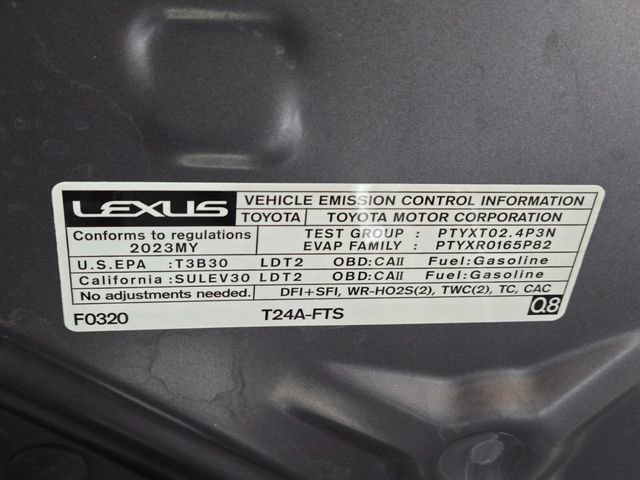 LEXUS VEHICLE EMISSION CONTROL INFORMATION
TOYOTA TOYOTA MOTOR CORPORATION
Conforms to regulations TEST GROUP : PTYXT02.4P3N
2023MY EVAP FAMILY : PTYXR0165P82
U.S.EPA :T3B30 LDT2 OBD:CAII Fuel:Gasoline
California:SULEV30 LDT2 OBD:CAII Fuel:Gasoline
No adjustments needed. DFI+SFI, WR-HO2S(2), TWC(2), TC, CAC
F0320 T24A-FTS Q8